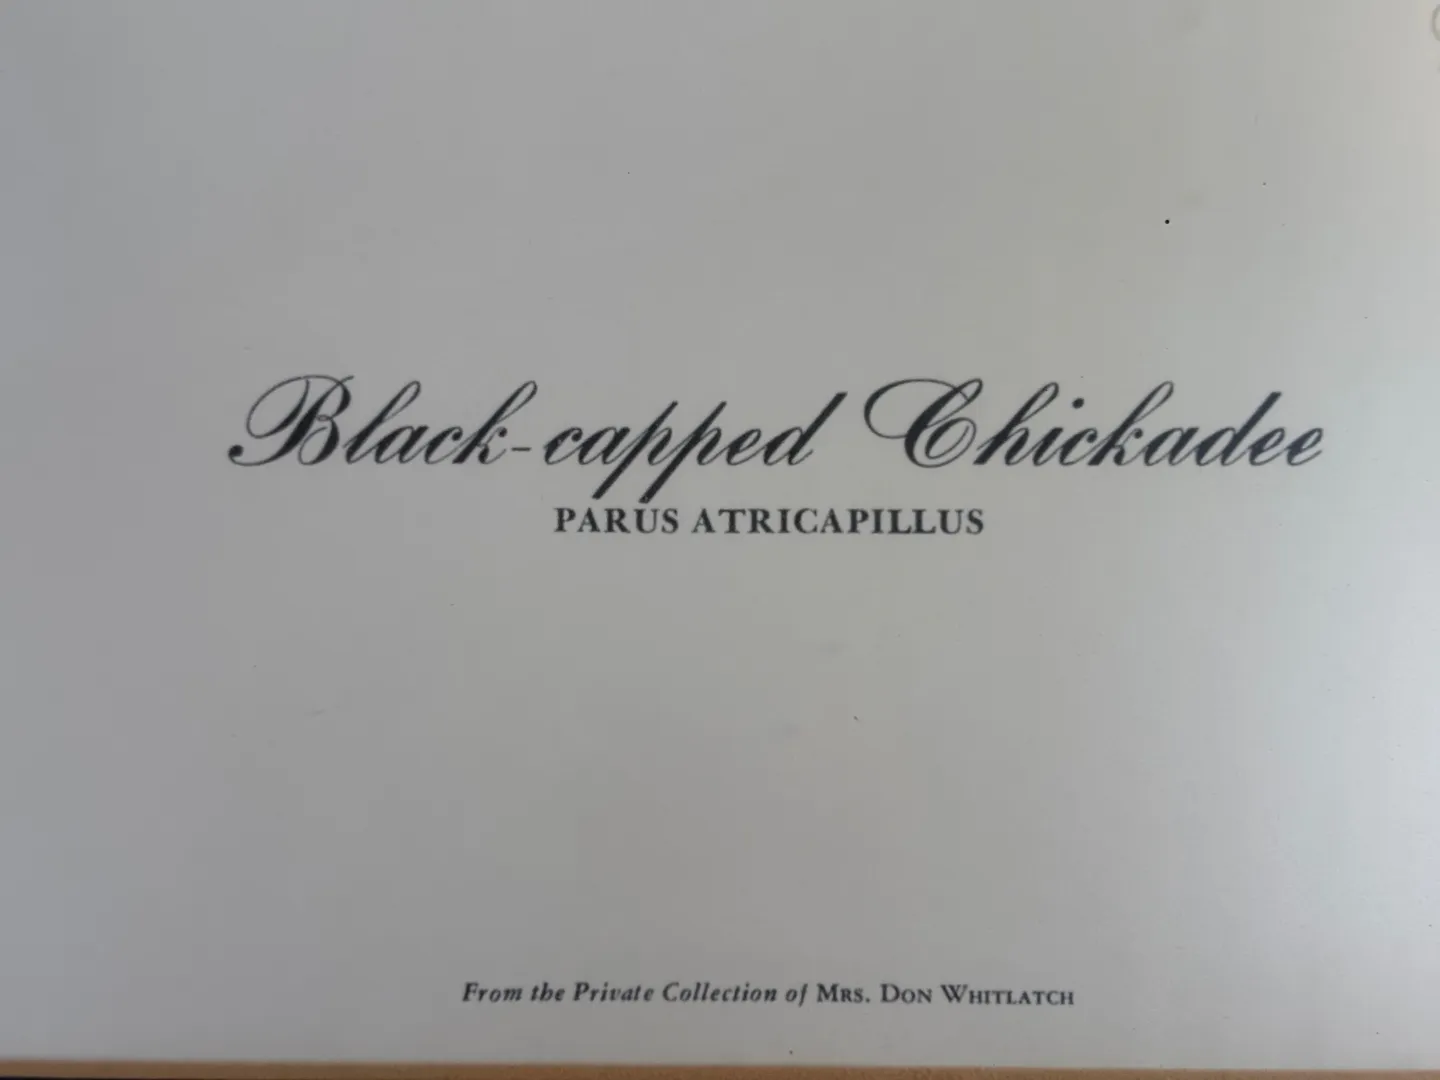 Black-capped Chickadee
PARUS ATRICAPILLUS
From the Private Collection of MRS. DON WHITLATCH